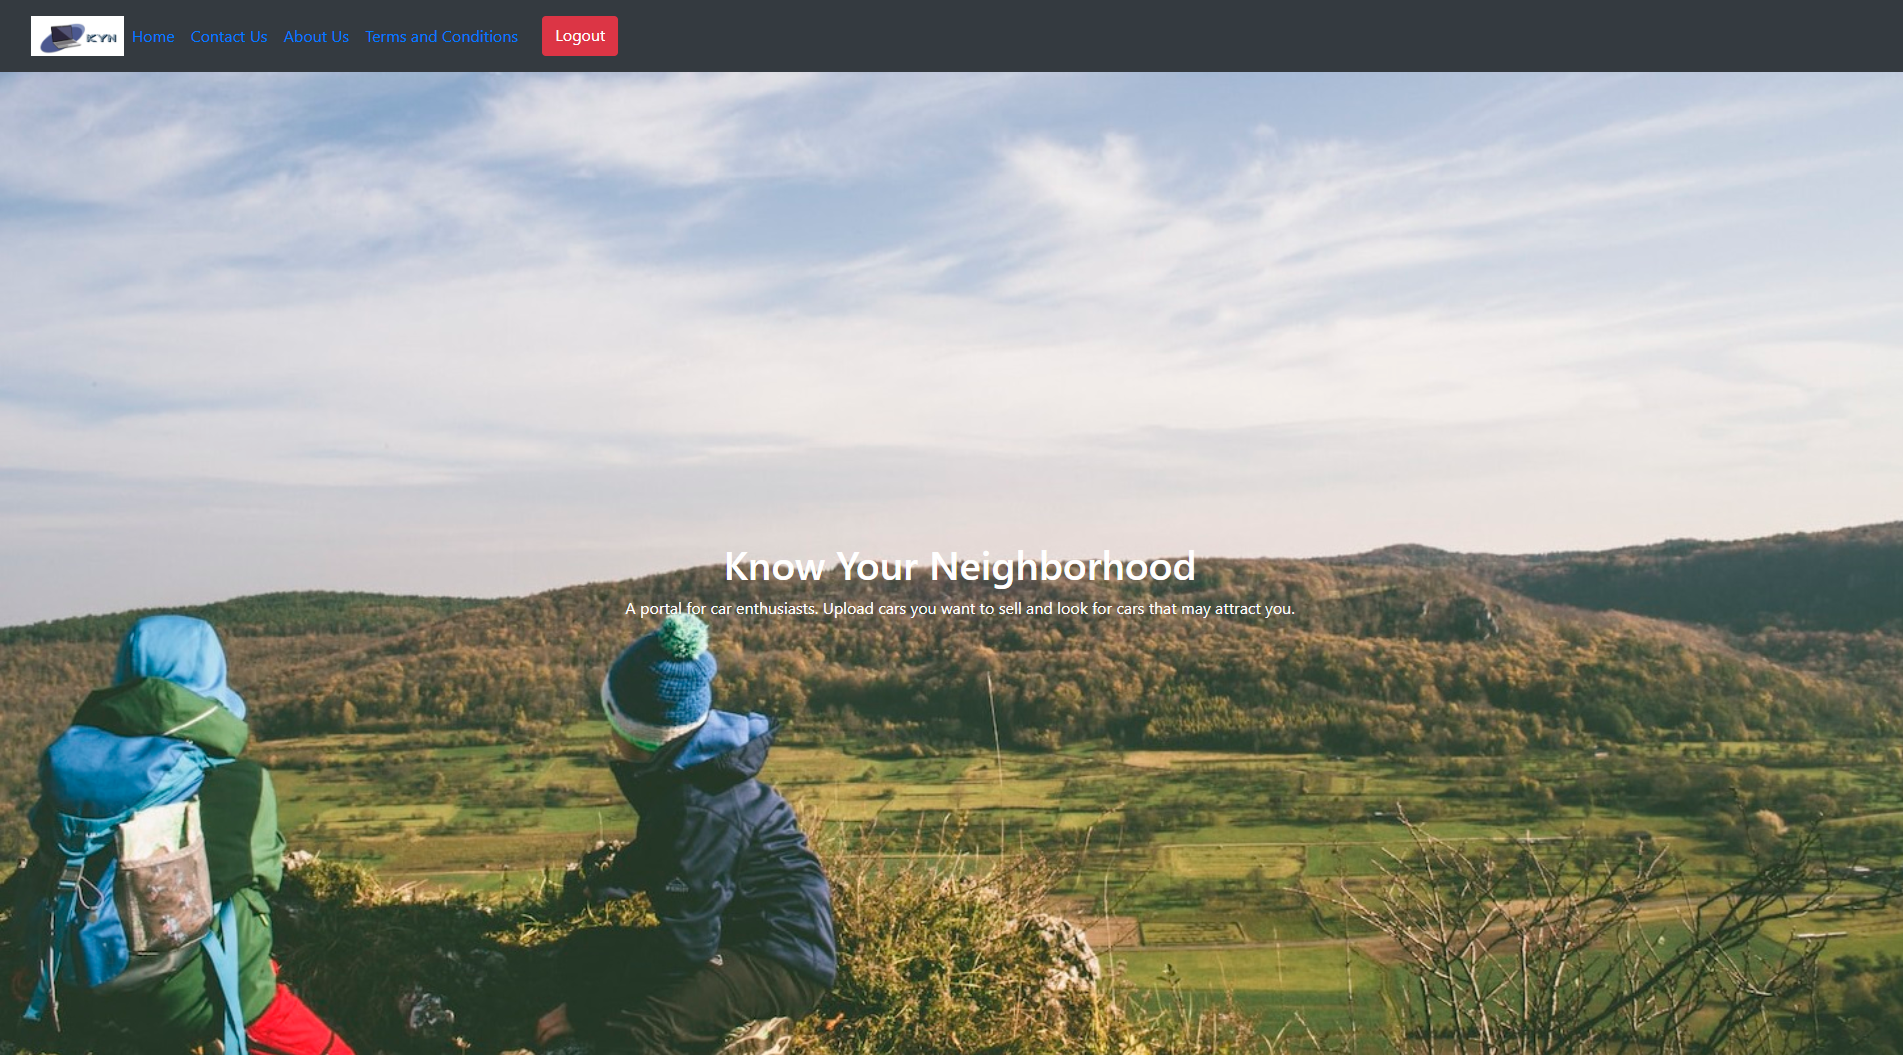 KYN
Home Contact Us About Us Terms and Conditions Logout
Know Your Neighborhood
A portal for car enthusiasts. Upload cars you want to sell and look for cars that may attract you.